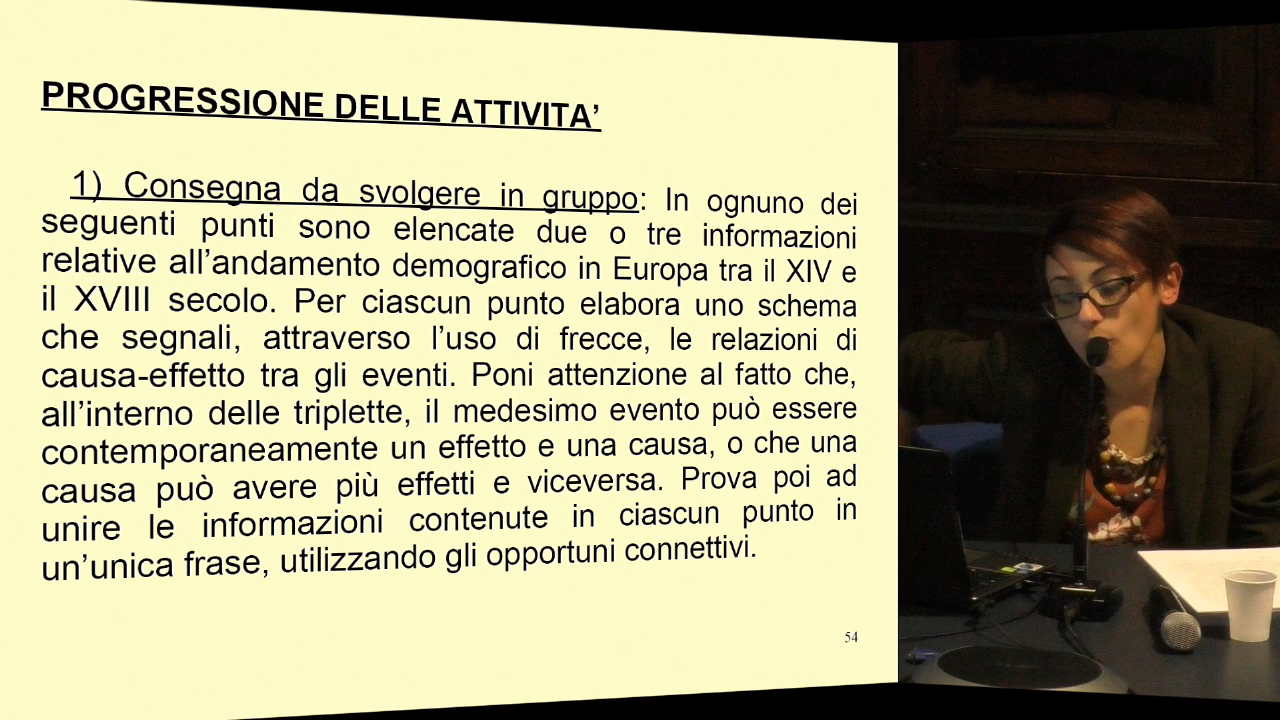 PROGRESSIONE DELLE ATTIVITA’
1) Consegna da svolgere in gruppo: In ognuno dei
seguenti punti sono elencate due o tre informazioni
relative all’andamento demografico in Europa tra il XIV e
il XVIII secolo. Per ciascun punto elabora uno schema
che segnali, attraverso l’uso di frecce, le relazioni di
causa-effetto tra gli eventi. Poni attenzione al fatto che,
all’interno delle triplette, il medesimo evento può essere
contemporaneamente un effetto e una causa, o che una
causa può avere più effetti e viceversa. Prova poi ad
unire le informazioni contenute in ciascun punto in
un’unica frase, utilizzando gli opportuni connettivi.
54